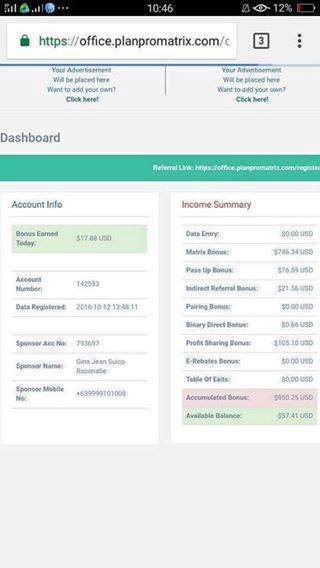 10:46
12%
https://office.planpromatrix.com/
3
Your Advertisement
Will be placed here
Want to add your own?
Click here!
Your Advertisement
Will be placed here
Want to add your own?
Click here!
Dashboard
Referral Link: https://office.planpromatrix.com/register
Account Info
Bonus Earned Today: $17.88 USD
Account Number: 142593
Data Registered: 2016-10-12 13:48:11
Sponsor Acc No: 793697
Sponsor Name: Gina Jean Suico Rasonabe
Sponsor Mobile No: +639999101008
Income Summary
Data Entry: $0.00 USD
Matrix Bonus: $746.34 USD
Pass Up Bonus: $76.59 USD
Indirect Referral Bonus: $21.56 USD
Pairing Bonus: $0.00 USD
Binary Direct Bonus: $0.66 USD
Profit Sharing Bonus: $105.10 USD
E-Rebates Bonus: $0.00 USD
Table Of Exits: $0.00 USD
Accumulated Bonus: $950.25 USD
Available Balance: $57.41 USD